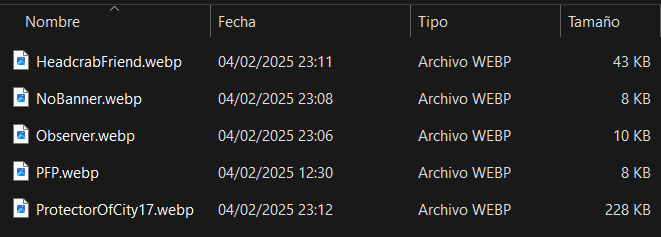 Nombre Fecha Tipo Tamaño
HeadcrabFriend.webp 04/02/2025 23:11 Archivo WEBP 43 KB
NoBanner.webp 04/02/2025 23:08 Archivo WEBP 8 KB
Observer.webp 04/02/2025 23:06 Archivo WEBP 10 KB
PFP.webp 04/02/2025 12:30 Archivo WEBP 8 KB
ProtectorOfCity17.webp 04/02/2025 23:12 Archivo WEBP 228 KB